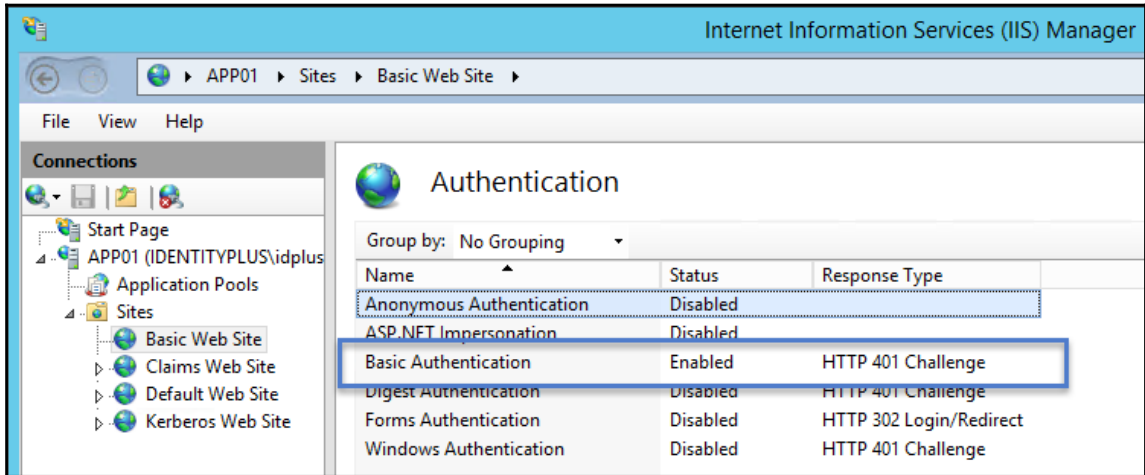 Internet Information Services (IIS) Manager
APP01 Sites Basic Web Site
File View Help
Connections
Start Page
APP01 (IDENTITYPLUS\idplus
Application Pools
Sites
Basic Web Site
Claims Web Site
Default Web Site
Kerberos Web Site
Authentication
Group by: No Grouping
Name Status Response Type
Anonymous Authentication Disabled
ASP.NET Impersonation Disabled
Basic Authentication Enabled HTTP 401 Challenge
Digest Authentication Disabled HTTP 401 Challenge
Forms Authentication Disabled HTTP 302 Login/Redirect
Windows Authentication Disabled HTTP 401 Challenge